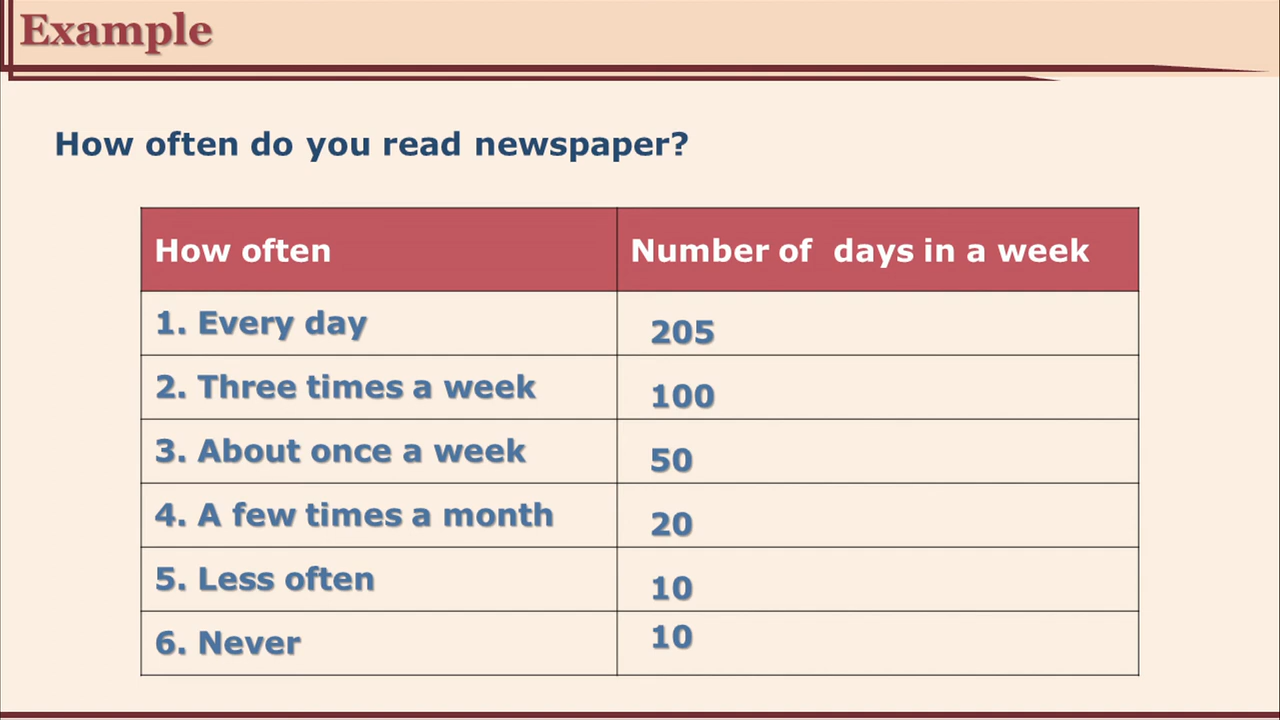 Example
How often do you read newspaper?
How often Number of days in a week
1. Every day 205
2. Three times a week 100
3. About once a week 50
4. A few times a month 20
5. Less often 10
6. Never 10